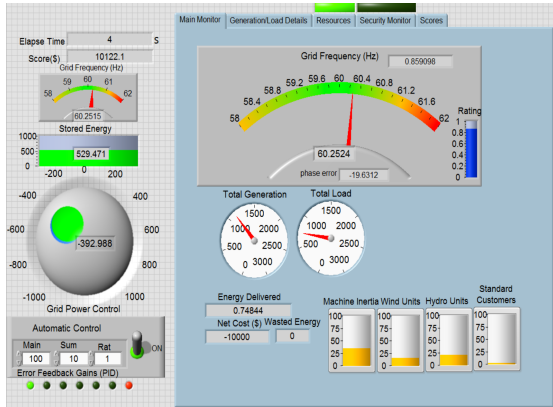 Main Monitor Generation/Load Details Resources Security Monitor Scores
Elapse Time 4 S
Score($) 10122.1
Grid Frequency (Hz)
58 59 60 61 62
60.2515
Stored Energy
1000
500
0
529.471
-200 0 200
-400 400
-600 600
-800 800
-1000 1000
-392.988
Grid Power Control
Automatic Control
Main Sum Rat
100 10 1
ON
Error Feedback Gains (PID)
Grid Frequency (Hz)
0.859098
58 58.4 58.8 59.2 59.6 60 60.4 60.8 61.2 61.6 62
60.2524
phase error -19.6312
Rating
1
0.8
0.6
0.4
0.2
0
Total Generation
0 500 1000 1500 2000 2500 3000
Total Load
0 500 1000 1500 2000 2500 3000
Energy Delivered
0.74844
Net Cost ($) Wasted Energy
-10000 0
Machine Inertia Wind Units Hydro Units Standard Customers
100 100 100 100
75 75 75 75
50 50 50 50
25 25 25 25
0 0 0 0